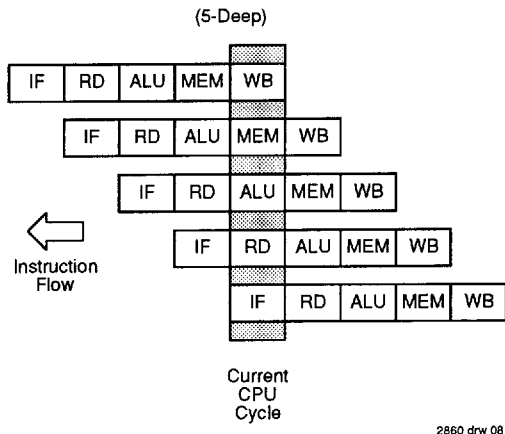 (5-Deep)
IF RD ALU MEM WB
IF RD ALU MEM WB
IF RD ALU MEM WB
IF RD ALU MEM WB
IF RD ALU MEM WB
Instruction
Flow
Current
CPU
Cycle
2860 drw 08